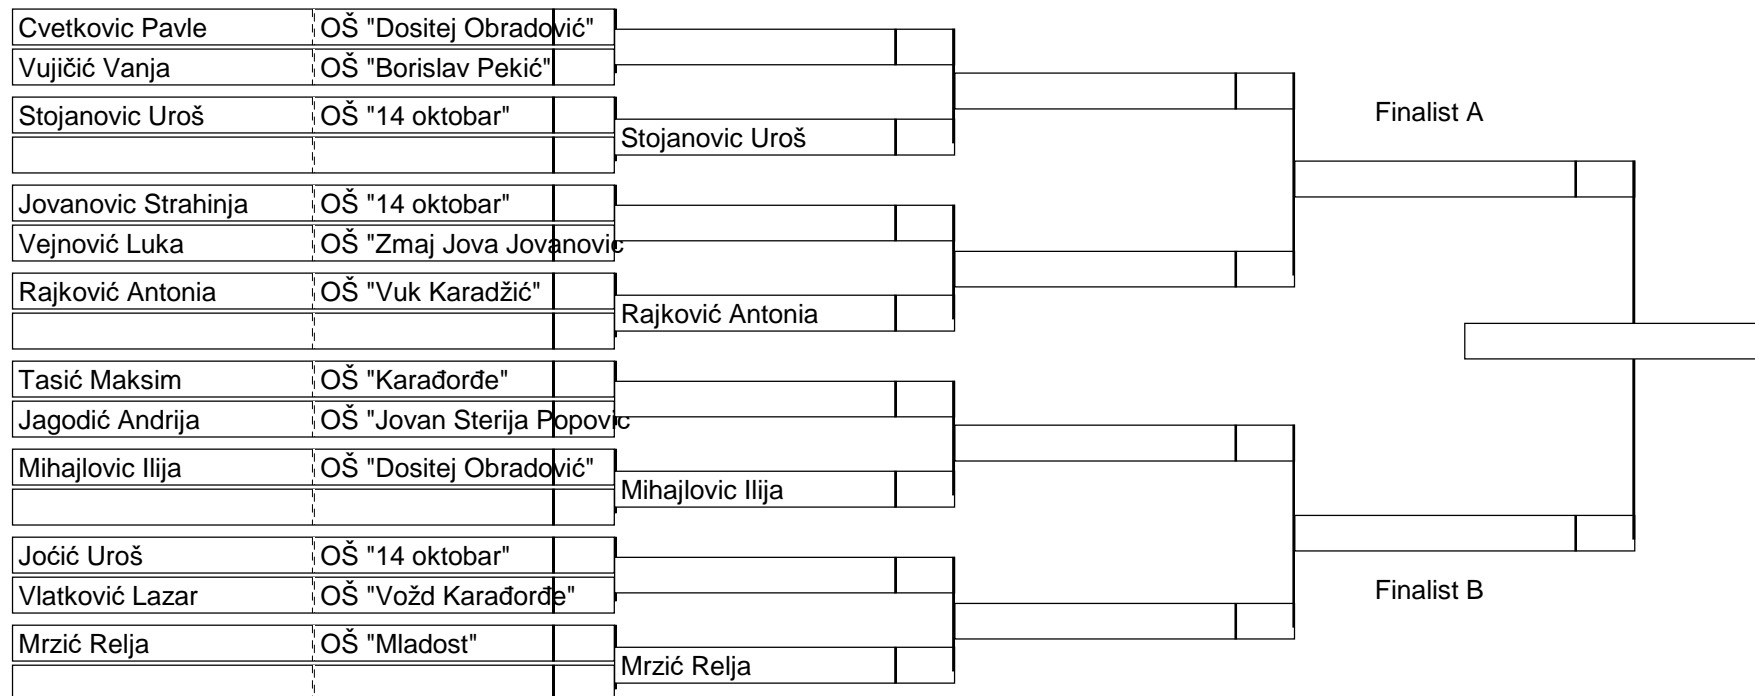 Cvetkovic Pavle OŠ "Dositej Obradović"
Vujičić Vanja OŠ "Borislav Pekić"
Stojanovic Uroš OŠ "14 oktobar"
Stojanovic Uroš
Jovanovic Strahinja OŠ "14 oktobar"
Vejnović Luka OŠ "Zmaj Jova Jovanovic
Rajković Antonia OŠ "Vuk Karadžić"
Rajković Antonia
Tasić Maksim OŠ "Karađorđe"
Jagodić Andrija OŠ "Jovan Sterija Popovic
Mihajlovic Ilija OŠ "Dositej Obradović"
Mihajlovic Ilija
Joćić Uroš OŠ "14 oktobar"
Vlatković Lazar OŠ "Vožd Karađorđe"
Mrzić Relja OŠ "Mladost"
Mrzić Relja
Finalist A
Finalist B